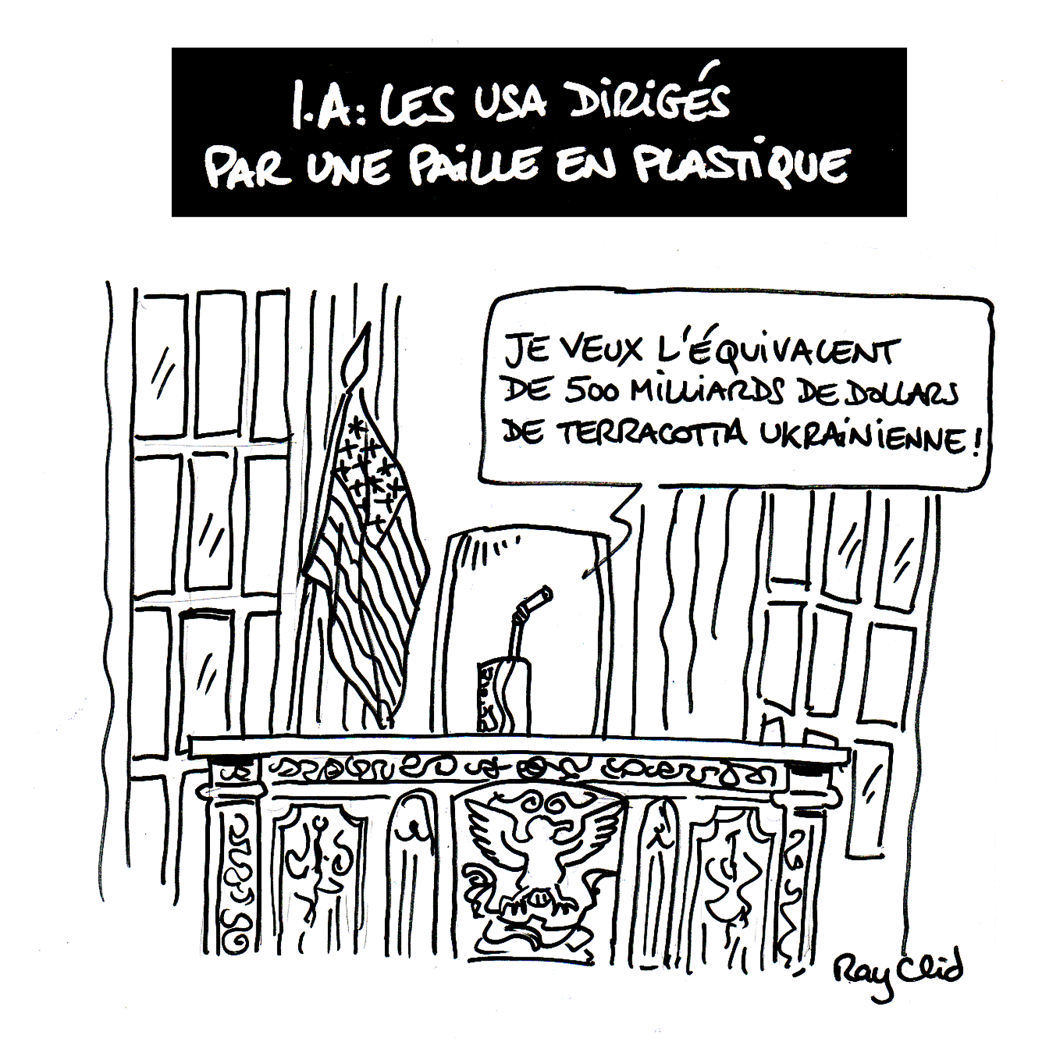 I.A: LES USA DIRIGÉS
PAR UNE PAILLE EN PLASTIQUE
JE VEUX L'ÉQUIVALENT
DE 500 MILLIARDS DE DOLLARS
DE TERRACOTTA UKRAINIENNE !
Ray Clid